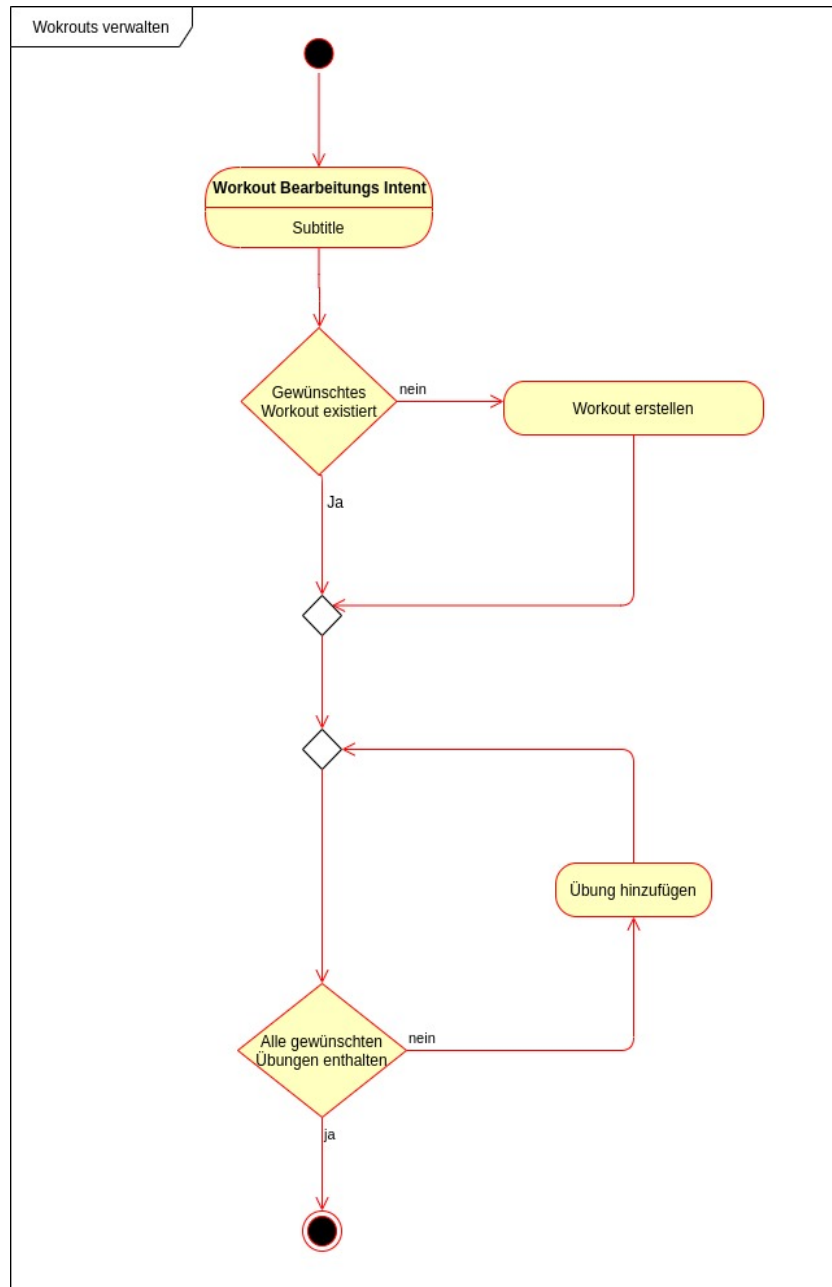 Wokrouts verwalten
Workout Bearbeitungs Intent
Subtitle
Gewünschtes
Workout existiert
nein
Workout erstellen
Ja
Übung hinzufügen
Alle gewünschten
Übungen enthalten
nein
ja